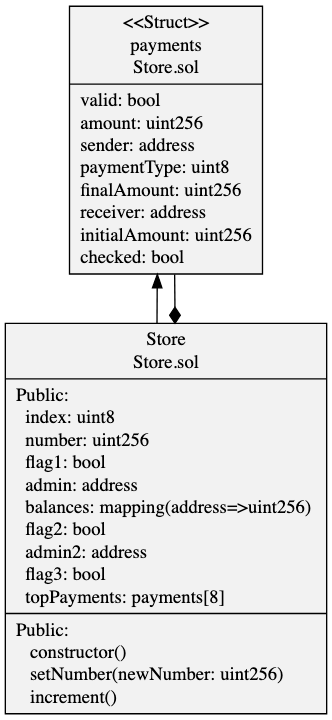 <<Struct>>
payments
Store.sol
valid: bool
amount: uint256
sender: address
paymentType: uint8
finalAmount: uint256
receiver: address
initialAmount: uint256
checked: bool
Store
Store.sol
Public:
index: uint8
number: uint256
flag1: bool
admin: address
balances: mapping(address=>uint256)
flag2: bool
admin2: address
flag3: bool
topPayments: payments[8]
Public:
constructor()
setNumber(newNumber: uint256)
increment()